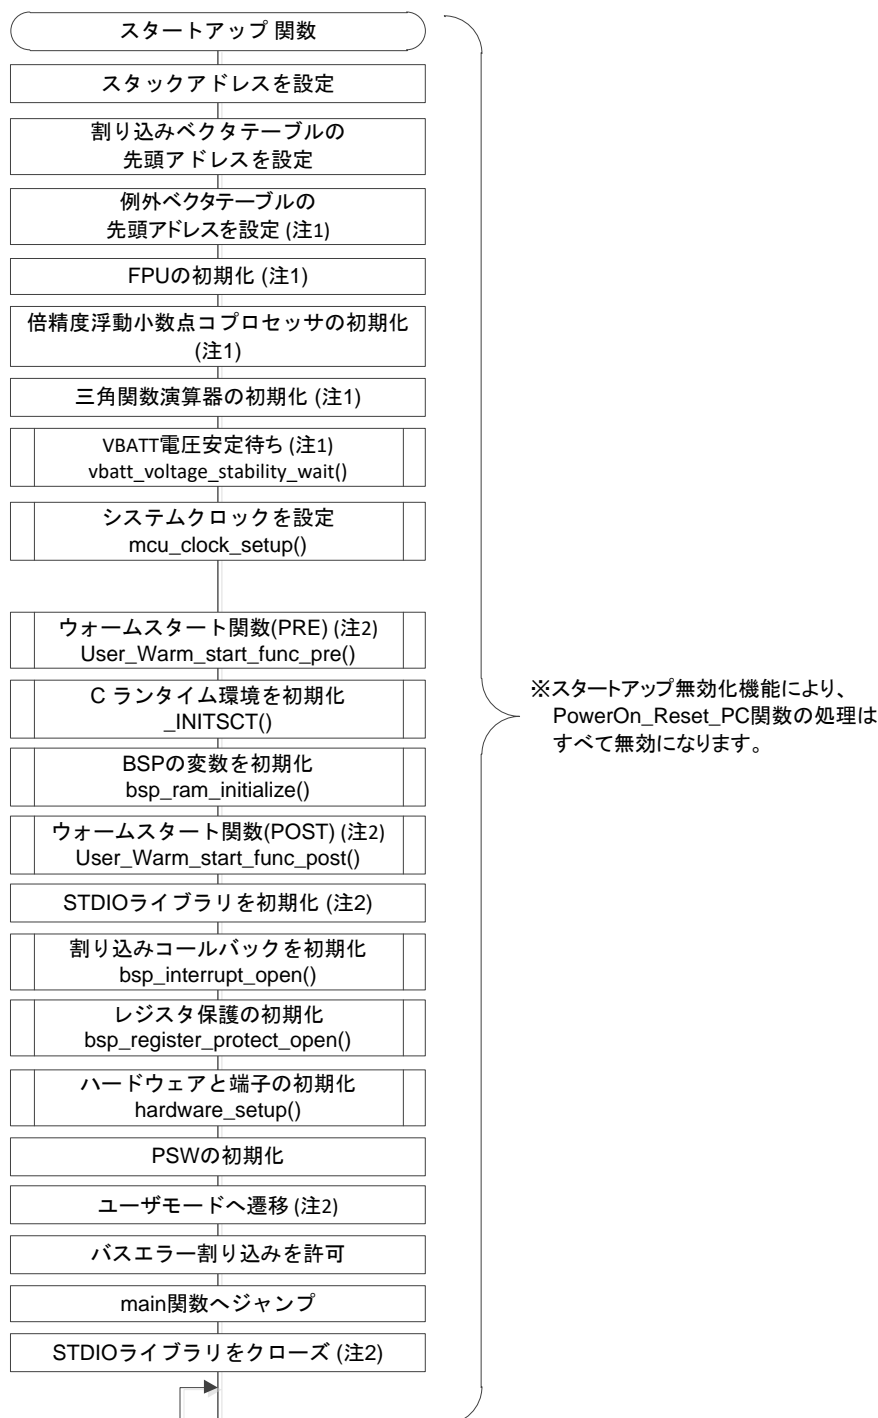 スタートアップ 関数
スタックアドレスを設定
割り込みベクタテーブルの
先頭アドレスを設定
例外ベクタテーブルの
先頭アドレスを設定 (注1)
FPUの初期化 (注1)
倍精度浮動小数点コプロセッサの初期化
(注1)
三角関数演算器の初期化 (注1)
VBATT電圧安定待ち (注1)
vbatt_voltage_stability_wait()
システムクロックを設定
mcu_clock_setup()
ウォームスタート関数(PRE) (注2)
User_Warm_start_func_pre()
C ランタイム環境を初期化
_INITSCT()
BSPの変数を初期化
bsp_ram_initialize()
ウォームスタート関数(POST) (注2)
User_Warm_start_func_post()
STDIOライブラリを初期化 (注2)
割り込みコールバックを初期化
bsp_interrupt_open()
レジスタ保護の初期化
bsp_register_protect_open()
ハードウェアと端子の初期化
hardware_setup()
PSWの初期化
ユーザモードへ遷移 (注2)
バスエラー割り込みを許可
main関数へジャンプ
STDIOライブラリをクローズ (注2)
※スタートアップ無効化機能により、
PowerOn_Reset_PC関数の処理は
すべて無効になります。